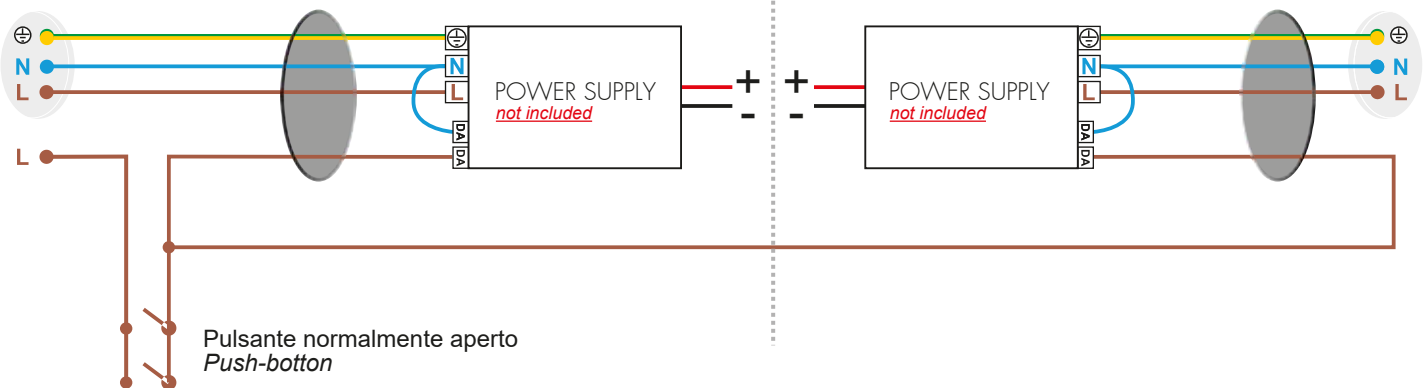 N
L
L
N
L
DA
DA
POWER SUPPLY
not included
+
-
+
-
POWER SUPPLY
not included
N
L
DA
DA
N
L
Pulsante normalmente aperto
Push-botton